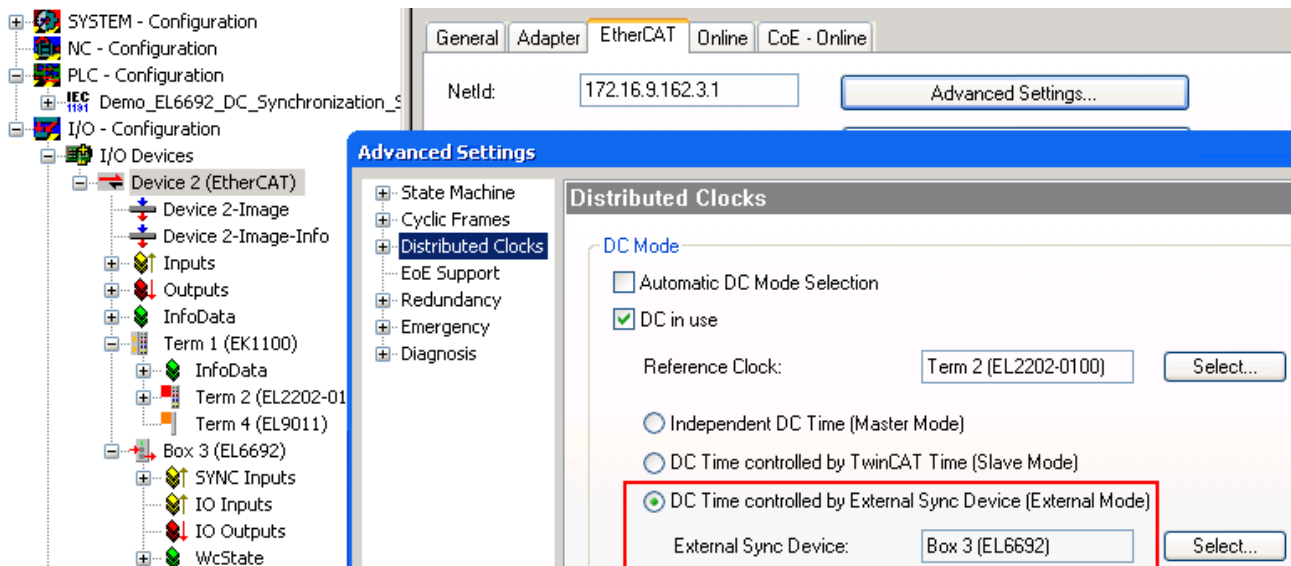 SYSTEM - Configuration
NC - Configuration
PLC - Configuration
IEC
1131
Demo_EL6692_DC_Synchronization_S
I/O - Configuration
I/O Devices
Device 2 (EtherCAT)
Device 2-Image
Device 2-Image-Info
Inputs
Outputs
InfoData
Term 1 (EK1100)
InfoData
Term 2 (EL2202-01
Term 4 (EL9011)
Box 3 (EL6692)
SYNC Inputs
IO Inputs
IO Outputs
WcState
General Adapter EtherCAT Online CoE - Online
NetId: 172.16.9.162.3.1 Advanced Settings...
Advanced Settings
State Machine
Cyclic Frames
Distributed Clocks
EoE Support
Redundancy
Emergency
Diagnosis
Distributed Clocks
DC Mode
Automatic DC Mode Selection
DC in use
Reference Clock: Term 2 (EL2202-0100) Select...
Independent DC Time (Master Mode)
DC Time controlled by TwinCAT Time (Slave Mode)
DC Time controlled by External Sync Device (External Mode)
External Sync Device: Box 3 (EL6692) Select...